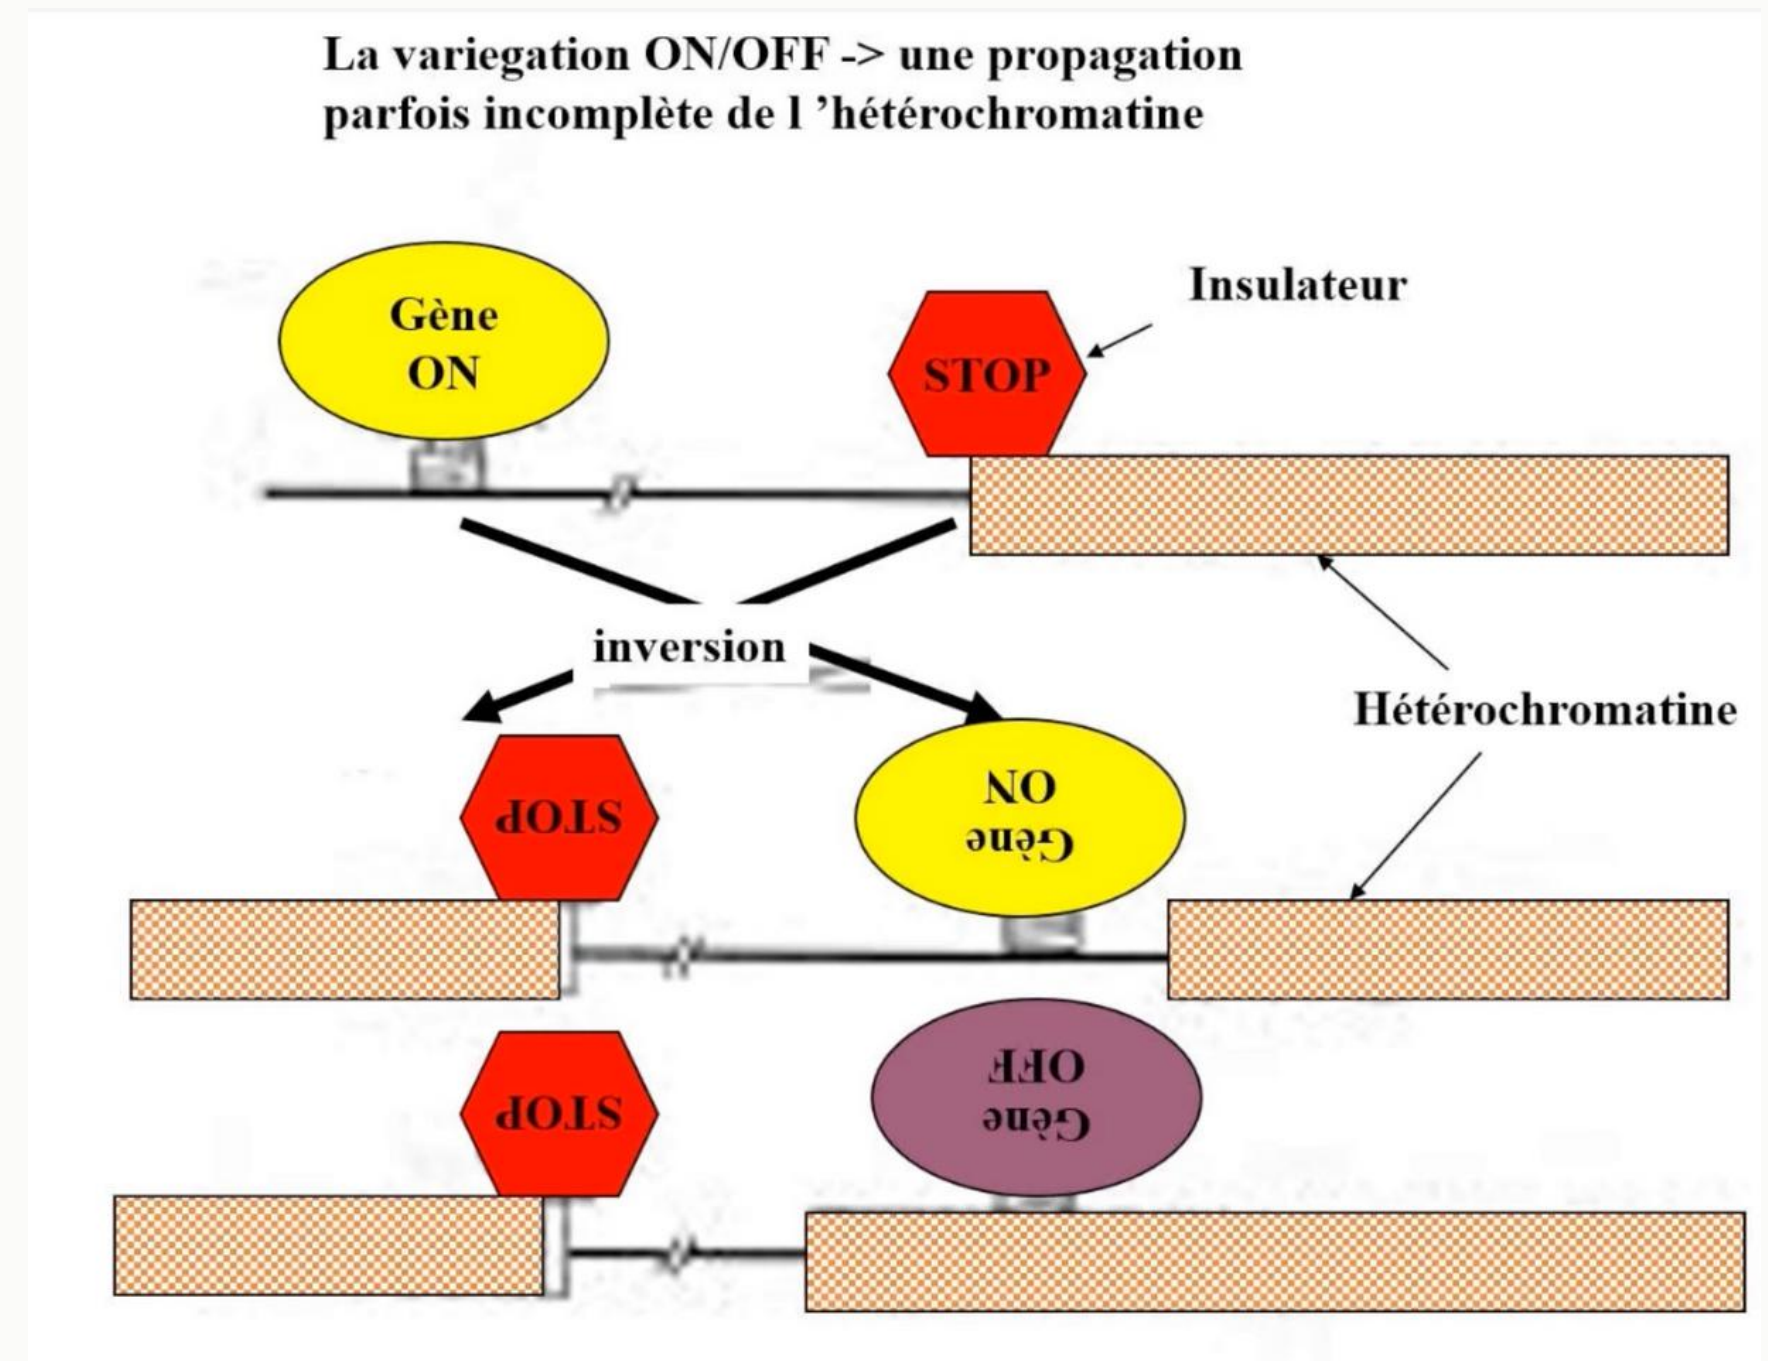 La variegation ON/OFF -> une propagation
parfois incomplète de l ’hétérochromatine
Gène
ON
STOP
Insulateur
inversion
Hétérochromatine
STOP
Gène
ON
STOP
Gène
OFF